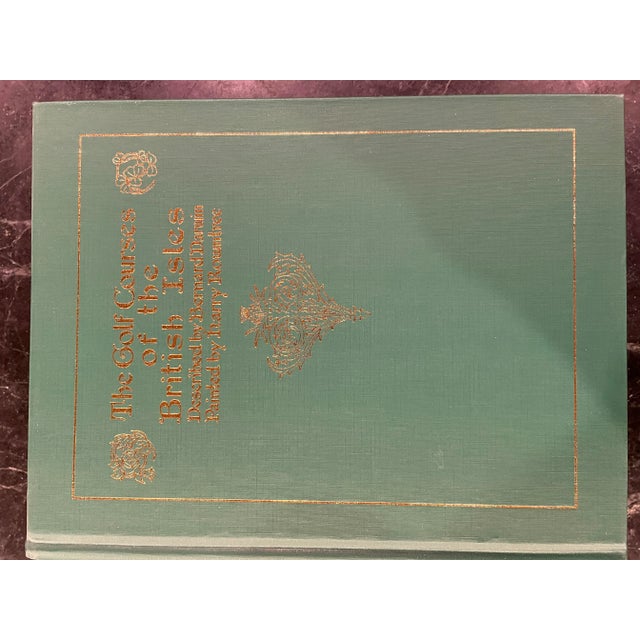 The Golf Courses
of the
British Isles
Described by Bernard Darwin
Painted by Harry Rountree